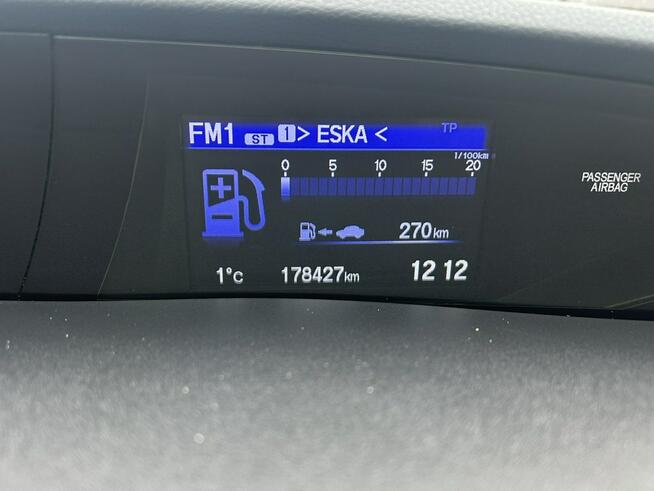 FM1 ST 1> ESKA < TP
l/100km
0 5 10 15 20
PASSENGER
AIRBAG
270km
1°C 178427km 12 12